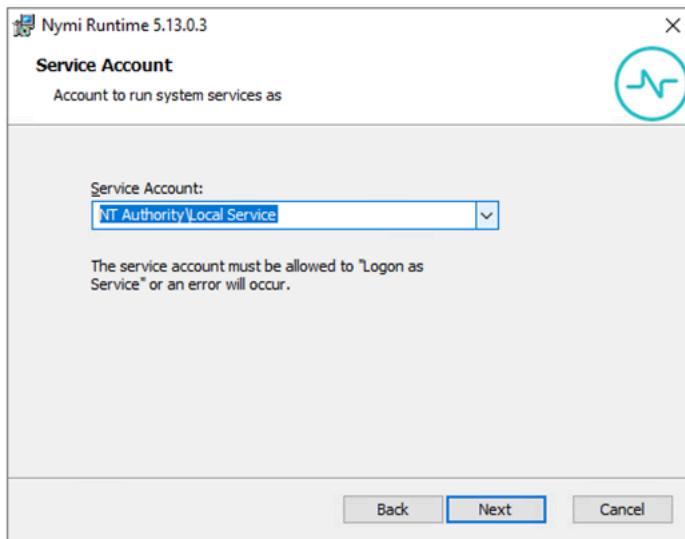 Nymi Runtime 5.13.0.3
Service Account
Account to run system services as
Service Account:
NT Authority\Local Service
The service account must be allowed to "Logon as
Service" or an error will occur.
Back
Next
Cancel